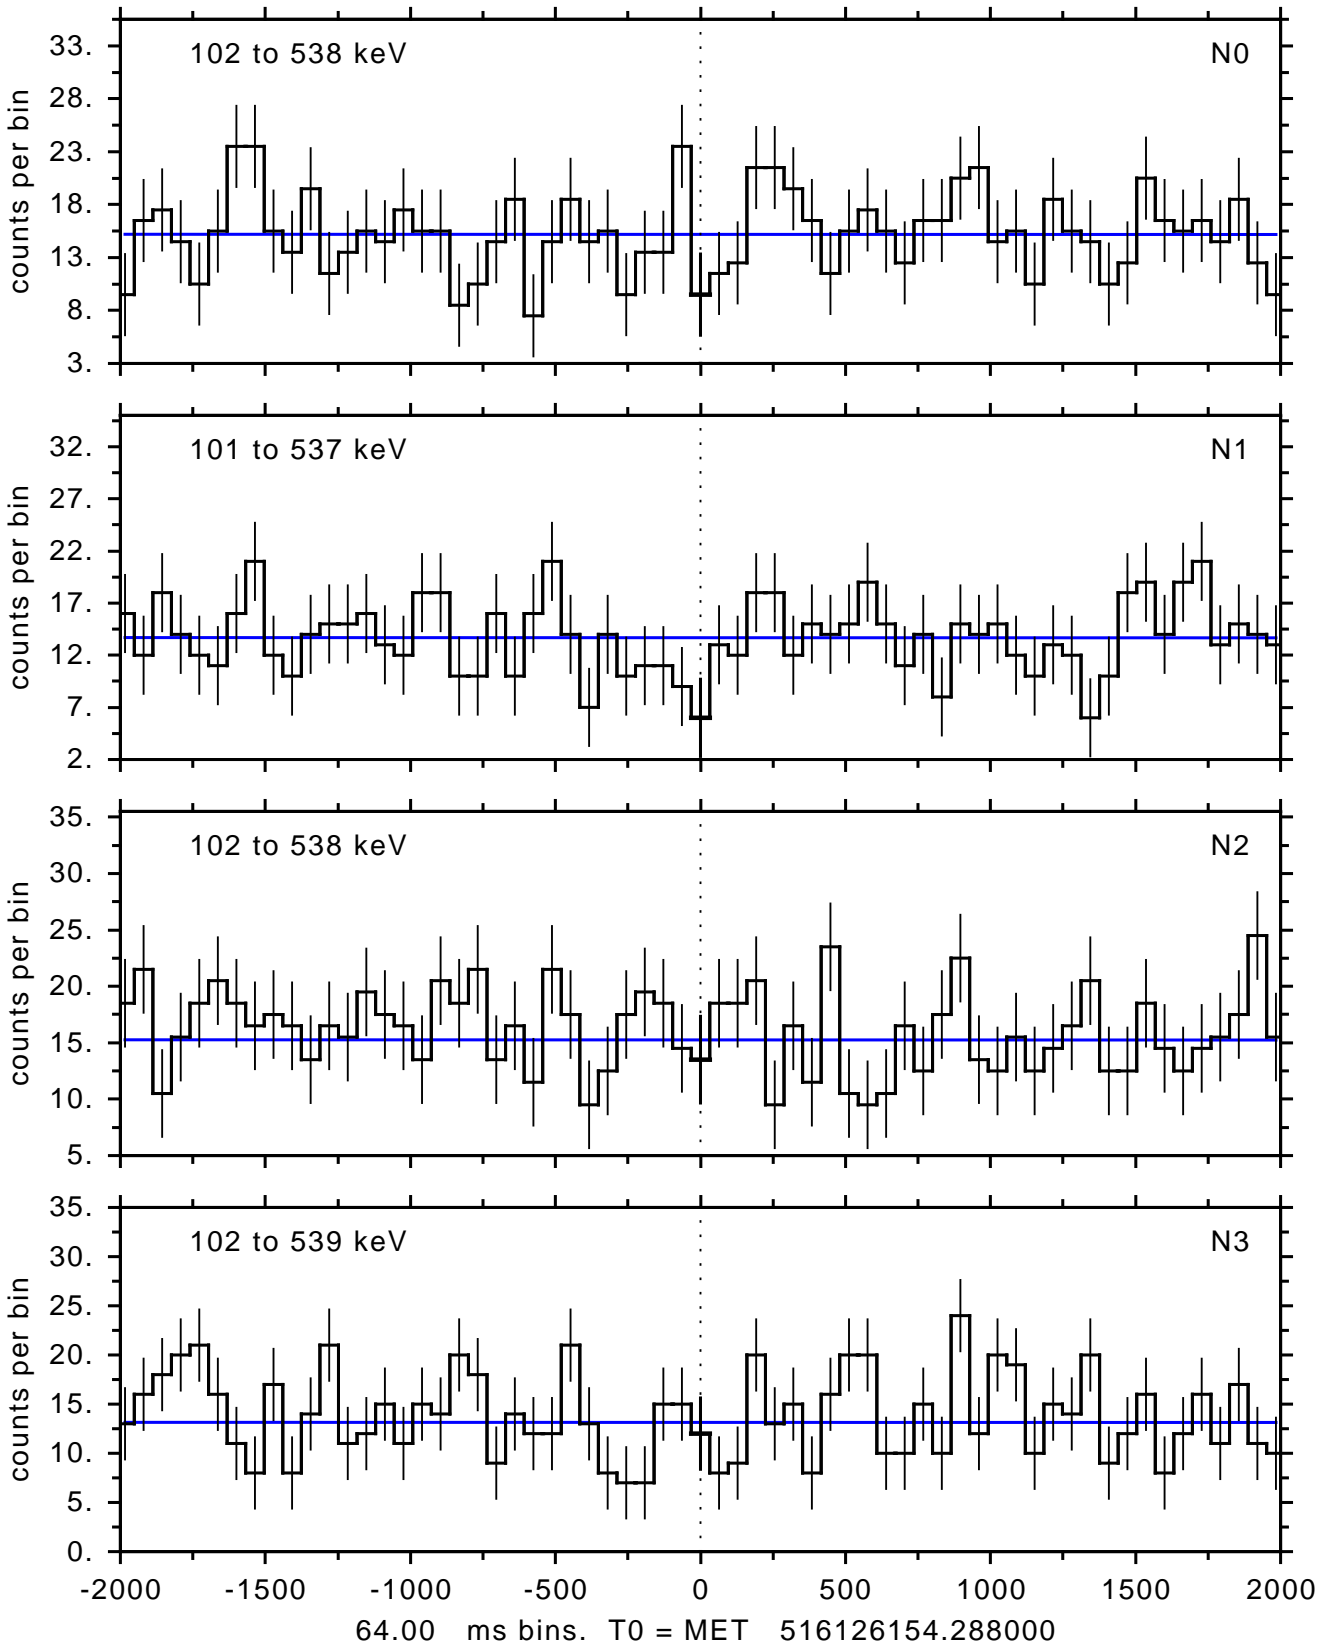 102 to 538 keV N0
33.
28.
23.
18.
13.
8.
3.
counts per bin
101 to 537 keV N1
32.
27.
22.
17.
12.
7.
2.
counts per bin
102 to 538 keV N2
35.
30.
25.
20.
15.
10.
5.
counts per bin
102 to 539 keV N3
35.
30.
25.
20.
15.
10.
5.
0.
counts per bin
-2000 -1500 -1000 -500 0 500 1000 1500 2000
64.00 ms bins. T0 = MET 516126154.288000